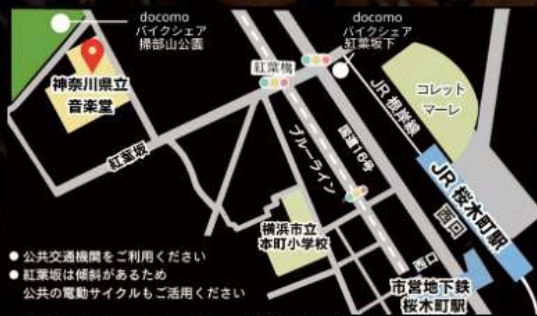 docomo
バイクシェア
掃部山公園
docomo
バイクシェア
紅葉坂下
神奈川県立
音楽堂
紅葉橋
コレット
マーレ
JR 根岸線
国道16号
ブルーライン
紅葉坂
JR 桜木町駅
西口
横浜市立
本町小学校
西口
市営地下鉄
桜木町駅
● 公共交通機関をご利用ください
● 紅葉坂は傾斜があるため
公共の電動サイクルもご活用ください